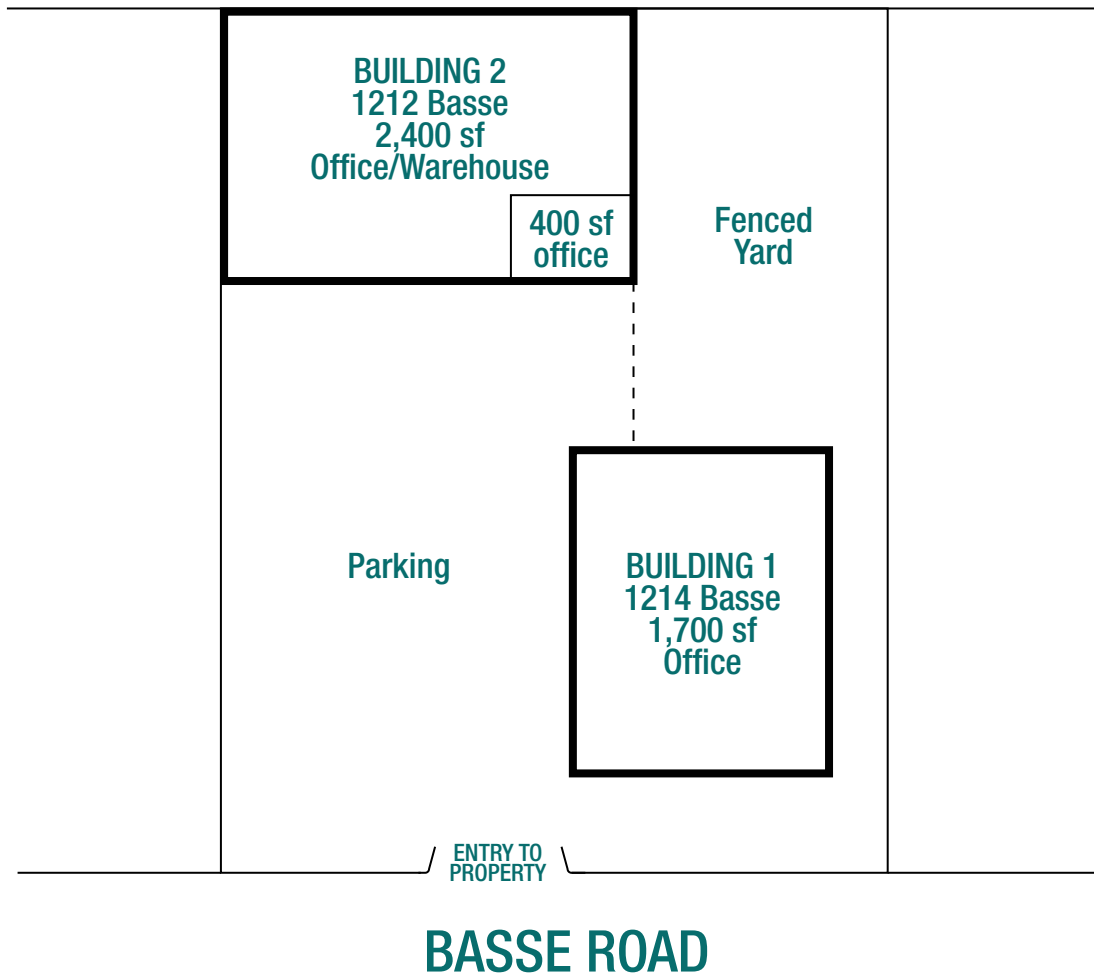 BUILDING 2
1212 Basse
2,400 sf
Office/Warehouse
400 sf
office
Fenced
Yard
Parking
BUILDING 1
1214 Basse
1,700 sf
Office
ENTRY TO
PROPERTY
BASSE ROAD